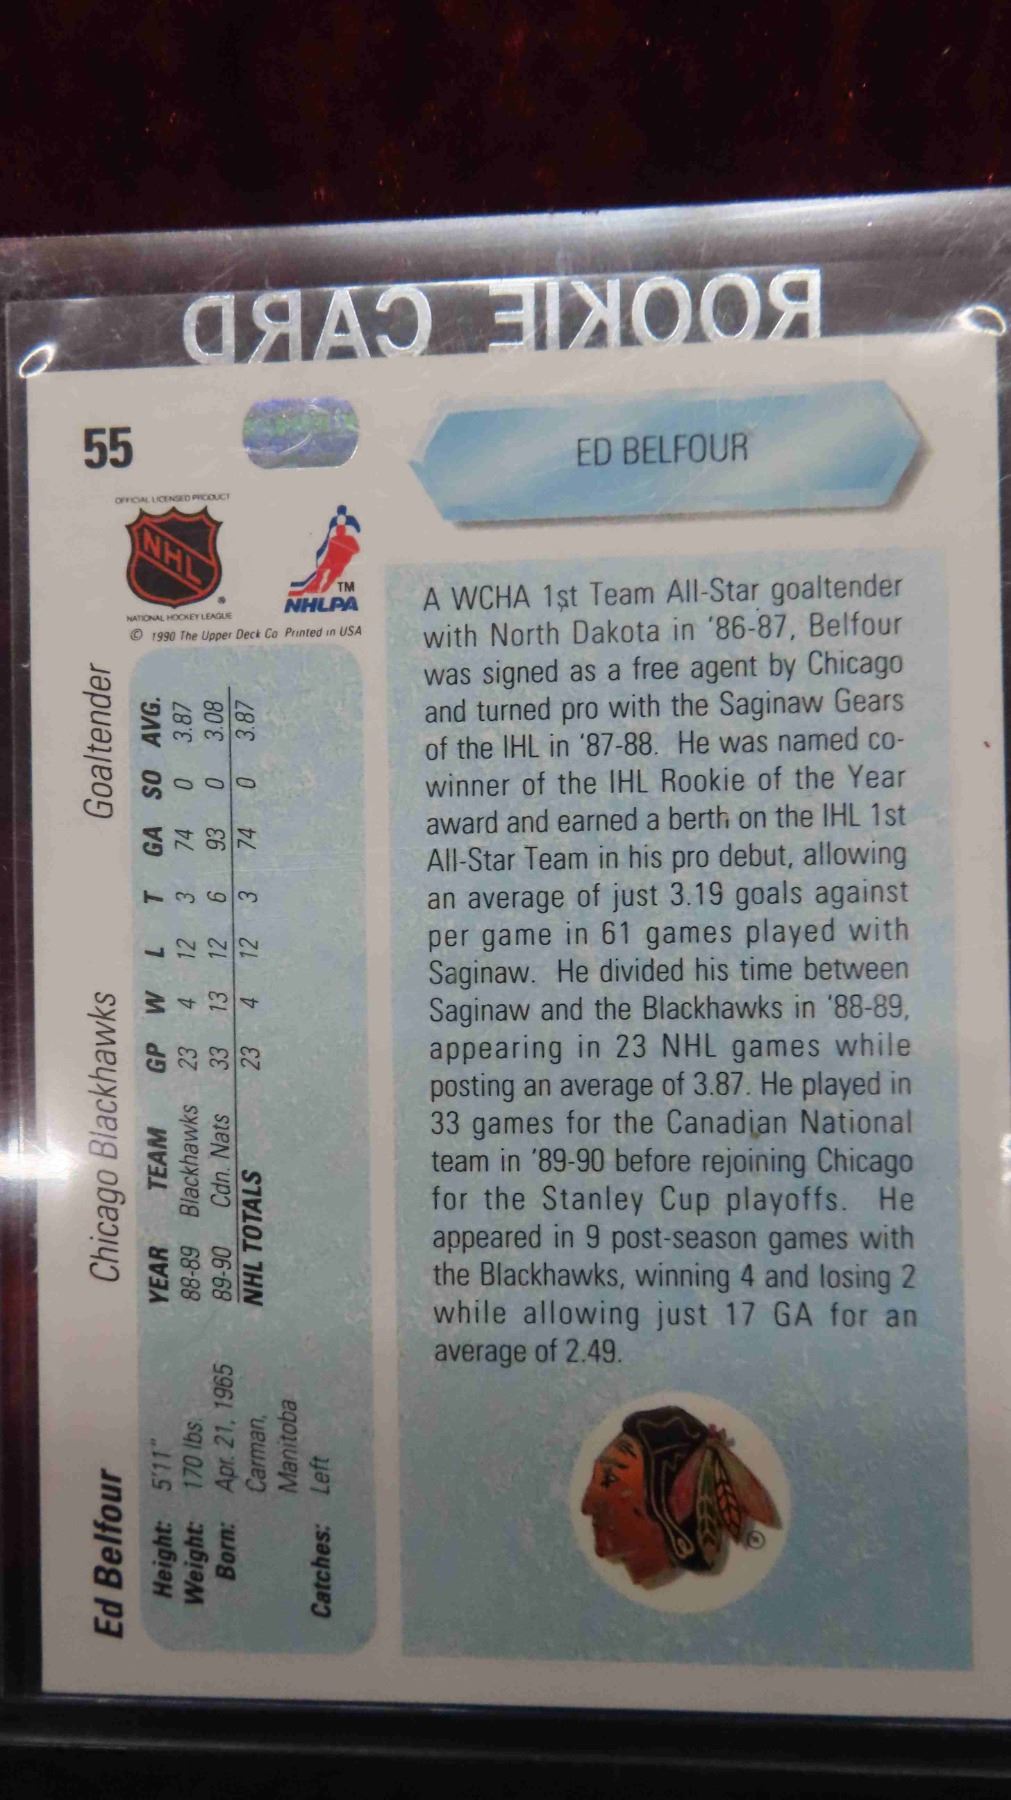 ROOKIE CARD
55
ED BELFOUR
OFFICIAL LICENSED PRODUCT
NHL
®
NATIONAL HOCKEY LEAGUE
TM
NHLPA
© 1990 The Upper Deck Co. Printed in USA
A WCHA 1st Team All-Star goaltender
with North Dakota in '86-87, Belfour
was signed as a free agent by Chicago
and turned pro with the Saginaw Gears
of the IHL in '87-88. He was named co-
winner of the IHL Rookie of the Year
award and earned a berth on the IHL 1st
All-Star Team in his pro debut, allowing
an average of just 3.19 goals against
per game in 61 games played with
Saginaw. He divided his time between
Saginaw and the Blackhawks in '88-89,
appearing in 23 NHL games while
posting an average of 3.87. He played in
33 games for the Canadian National
team in '89-90 before rejoining Chicago
for the Stanley Cup playoffs. He
appeared in 9 post-season games with
the Blackhawks, winning 4 and losing 2
while allowing just 17 GA for an
average of 2.49.
®
Ed Belfour Chicago Blackhawks Goaltender
Height: 5'11"
Weight: 170 lbs.
Born: Apr. 21, 1965
Carman,
Manitoba
Catches: Left
YEAR TEAM GP W L T GA SO AVG.
88-89 Blackhawks 23 4 12 3 74 0 3.87
89-90 Cdn. Nats 33 13 12 6 93 0 3.08
NHL TOTALS 23 4 12 3 74 0 3.87